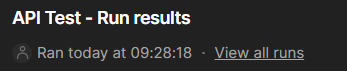 API Test - Run results
Ran today at 09:28:18 · View all runs